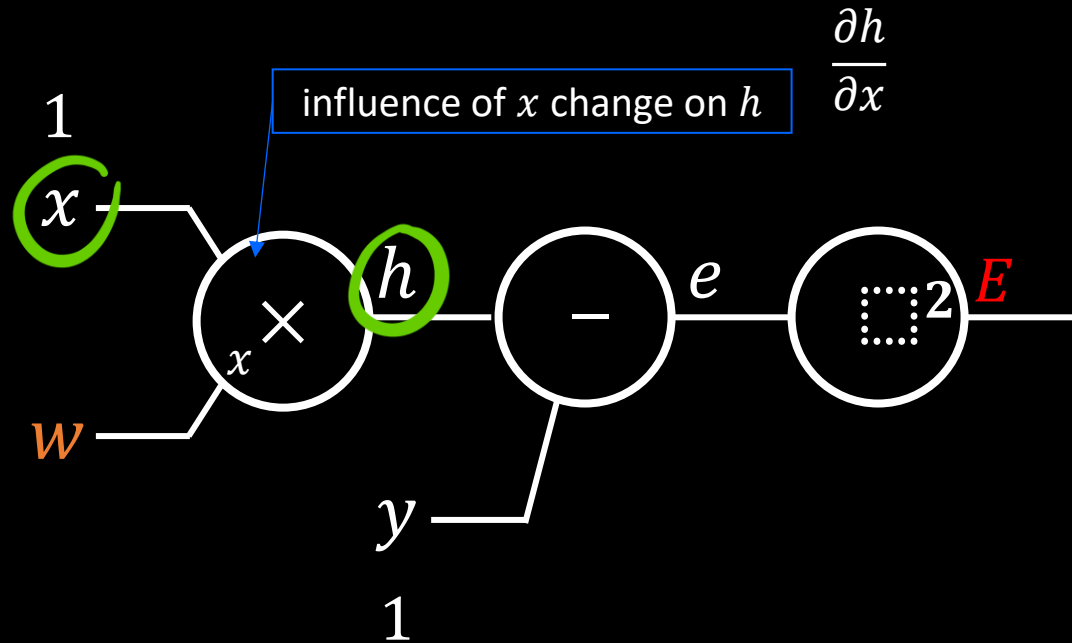 ∂h
∂x
influence of x change on h
1
x
h
e
E
×
−
2
x
w
y
1